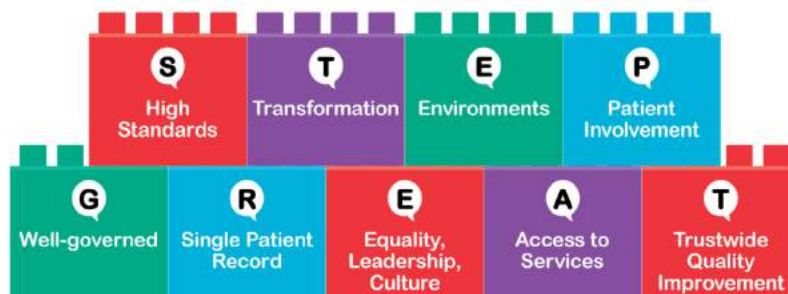 S
T
E
P
High
Standards
Transformation
Environments
Patient
Involvement
G
R
E
A
T
Well-governed
Single Patient
Record
Equality,
Leadership,
Culture
Access to
Services
Trustwide
Quality
Improvement